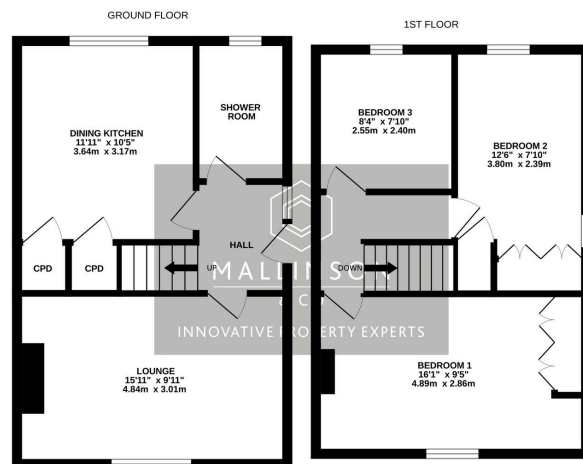 GROUND FLOOR
1ST FLOOR
DINING KITCHEN
11'11" x 10'5"
3.64m x 3.17m
SHOWER
ROOM
BEDROOM 3
8'4" x 7'10"
2.55m x 2.40m
BEDROOM 2
12'6" x 7'10"
3.80m x 2.39m
CPD
CPD
UP
HALL
DOWN
MALLINSON
& CO
INNOVATIVE PROPERTY EXPERTS
LOUNGE
15'11" x 9'11"
4.84m x 3.01m
BEDROOM 1
16'1" x 9'5"
4.89m x 2.86m